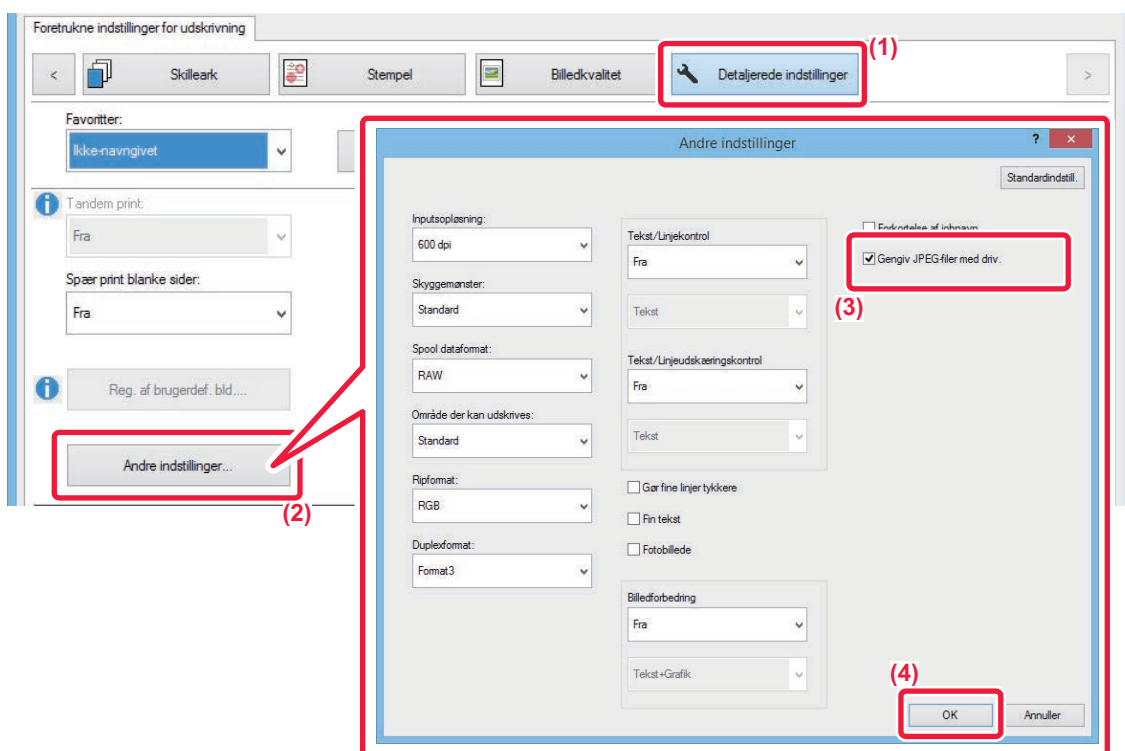 Foretrukne indstillinger for udskrivning
(1)
< Skilleark Stempel Billedkvalitet Detaljerede indstillinger >
Favoritter:
Ikke-navngivet
Tandem print:
Fra
Spær print blanke sider:
Fra
Reg. af brugerdef. bld....
Andre indstillinger...
(2)
Andre indstillinger
? ×
Standardindstill.
Inputsopløsning:
600 dpi
Skyggemønster:
Standard
Spool dataformat:
RAW
Område der kan udskrives:
Standard
Ripformat:
RGB
Duplexformat:
Format3
Tekst/Linjekontrol
Fra
Tekst
Tekst/Linjeudskæringskontrol
Fra
Tekst
Gør fine linjer tykkere
Fin tekst
Fotobillede
Billedforbedring
Fra
Tekst+Grafik
Forkortelse af jobnavn
Gengiv JPEG-filer med driv.
(3)
(4)
OK Annuller